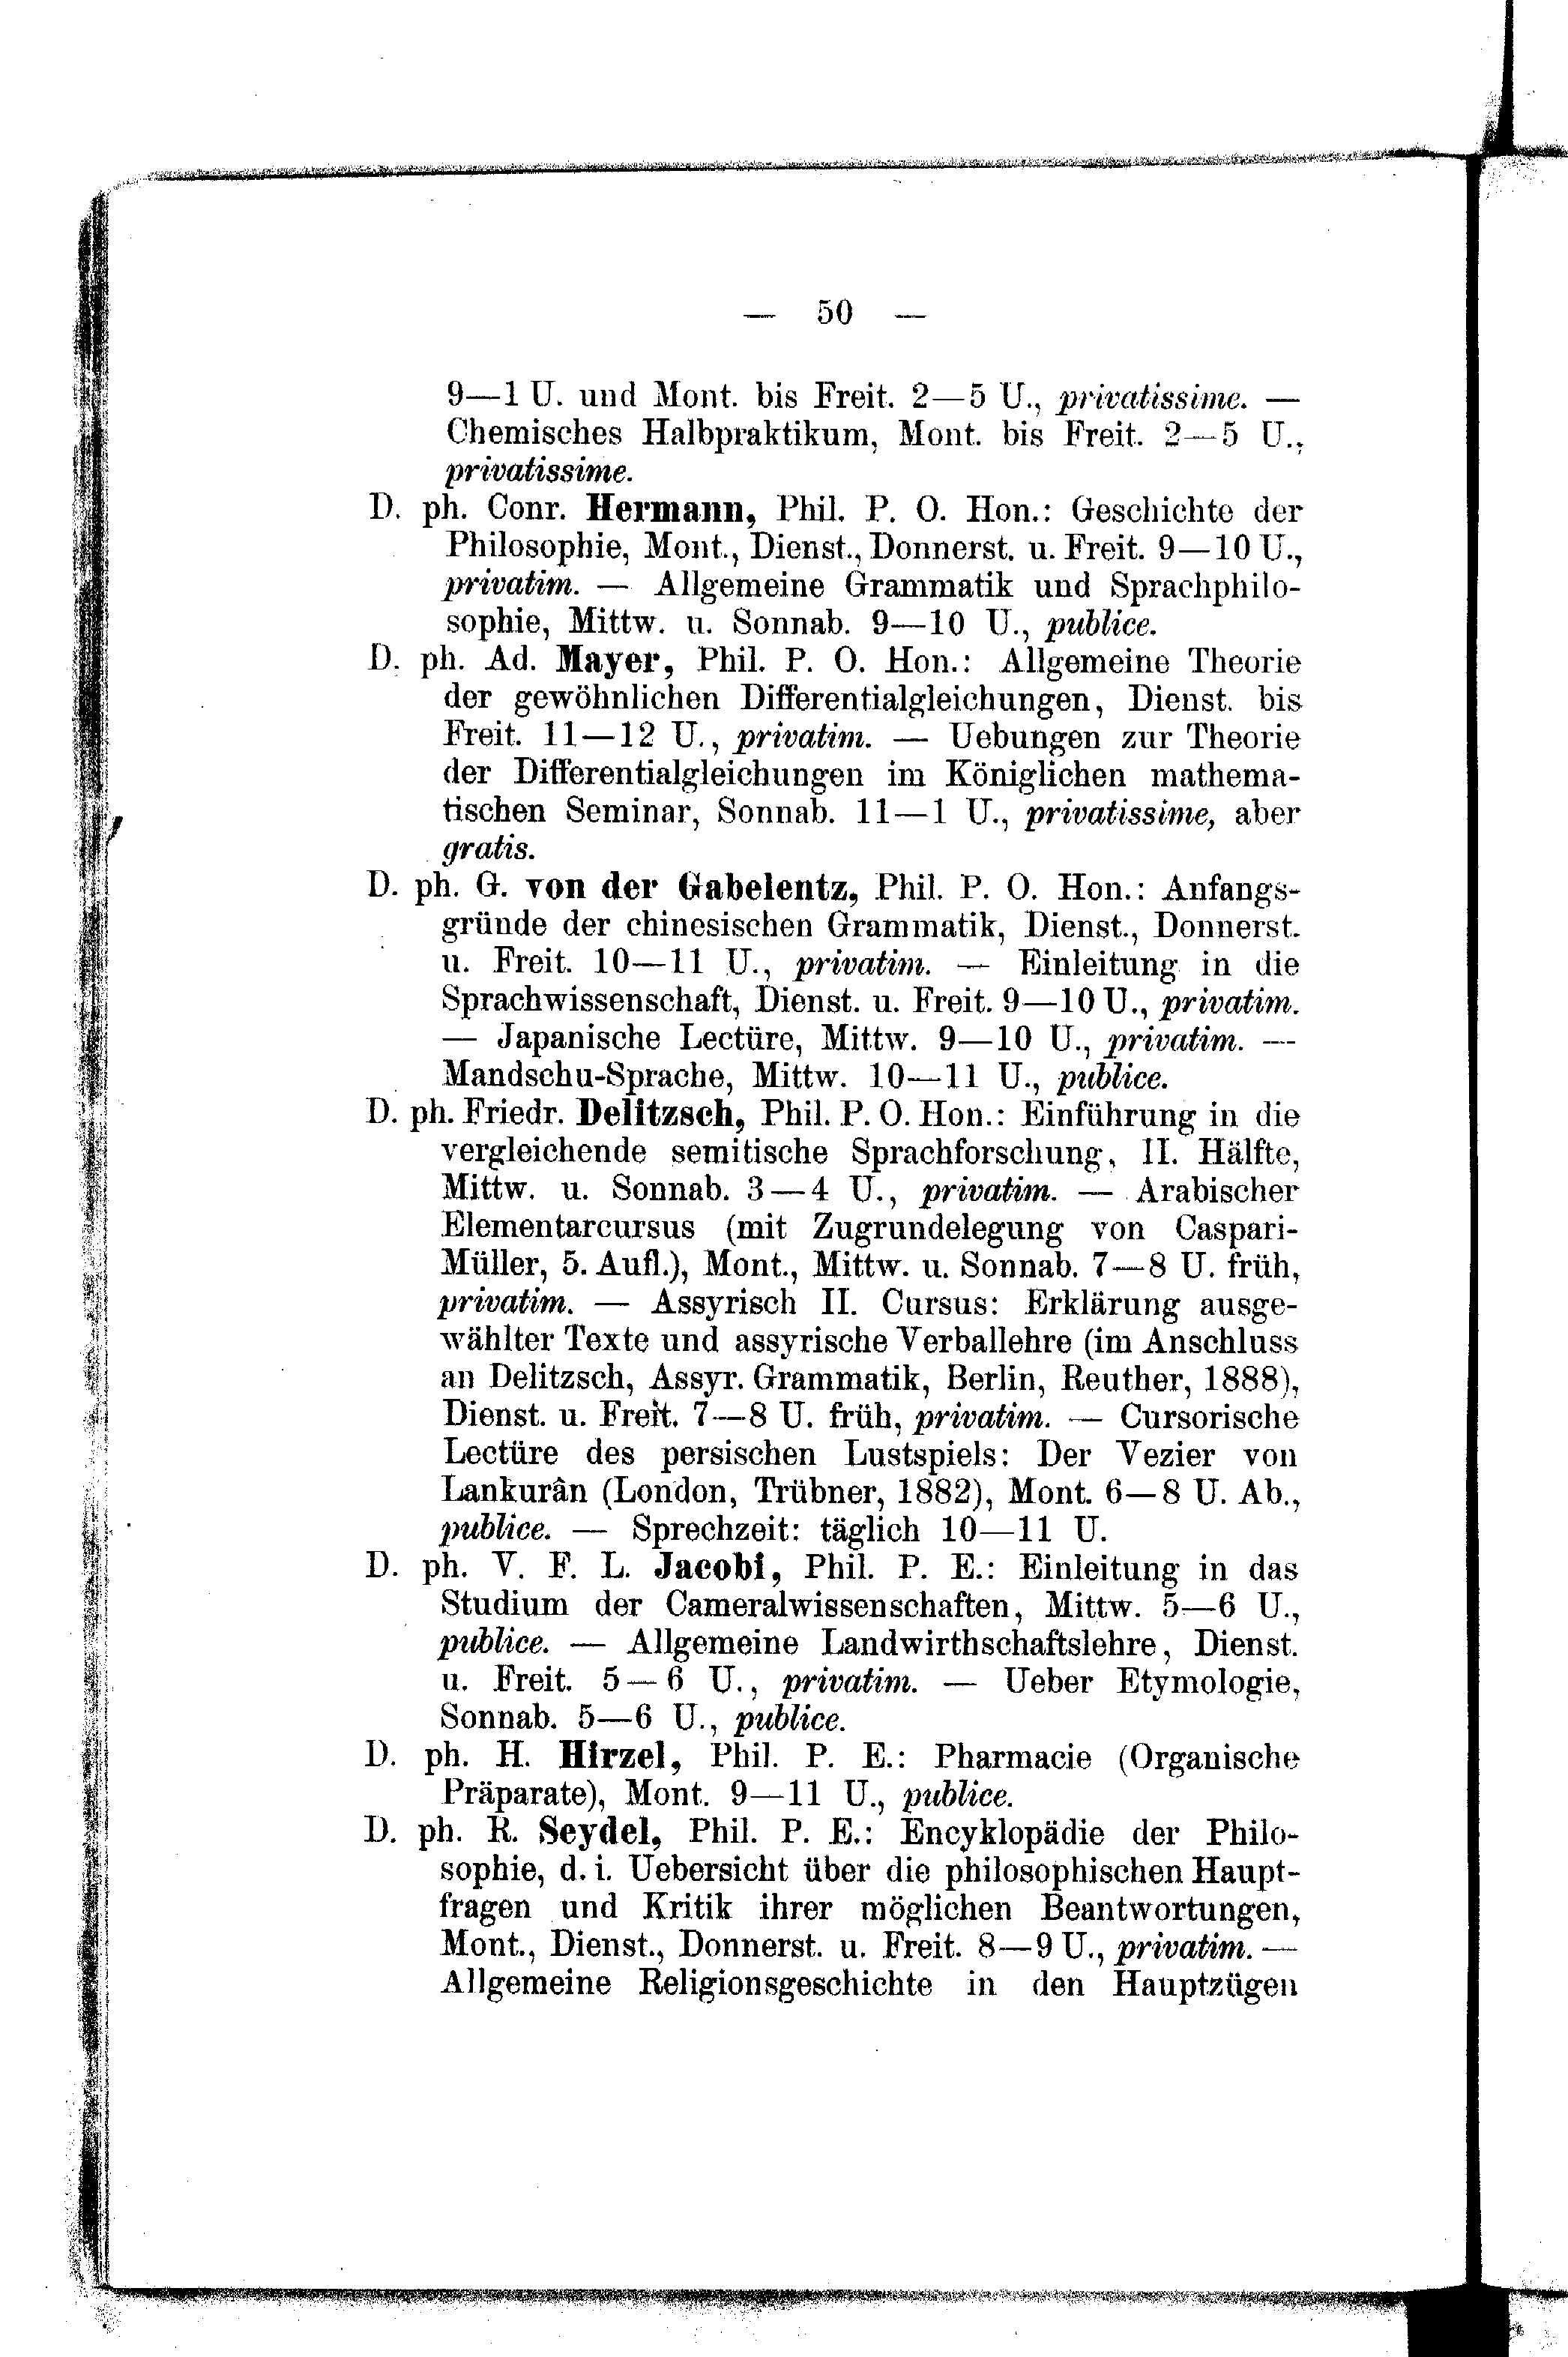 — 50 —
9—1 U. und Mont. bis Freit. 2—5 U., privatissime. —
Chemisches Halbpraktikum, Mont. bis Freit. 2—5 U.,
privatissime.
D. ph. Conr. Hermann, Phil. P. O. Hon.: Geschichte der
Philosophie, Mont., Dienst., Donnerst. u. Freit. 9—10 U.,
privatim. — Allgemeine Grammatik und Sprachphilo-
sophie, Mittw. u. Sonnab. 9—10 U., publice.
D. ph. Ad. Mayer, Phil. P. O. Hon.: Allgemeine Theorie
der gewöhnlichen Differentialgleichungen, Dienst. bis
Freit. 11—12 U., privatim. — Uebungen zur Theorie
der Differentialgleichungen im Königlichen mathema-
tischen Seminar, Sonnab. 11—1 U., privatissime, aber
gratis.
D. ph. G. von der Gabelentz, Phil. P. O. Hon.: Anfangs-
gründe der chinesischen Grammatik, Dienst., Donnerst.
u. Freit. 10—11 U., privatim. — Einleitung in die
Sprachwissenschaft, Dienst. u. Freit. 9—10 U., privatim.
— Japanische Lectüre, Mittw. 9—10 U., privatim. —
Mandschu-Sprache, Mittw. 10—11 U., publice.
D. ph. Friedr. Delitzsch, Phil. P. O. Hon.: Einführung in die
vergleichende semitische Sprachforschung, II. Hälfte,
Mittw. u. Sonnab. 3—4 U., privatim. — Arabischer
Elementarcursus (mit Zugrundelegung von Caspari-
Müller, 5. Aufl.), Mont., Mittw. u. Sonnab. 7—8 U. früh,
privatim. — Assyrisch II. Cursus: Erklärung ausge-
wählter Texte und assyrische Verballehre (im Anschluss
an Delitzsch, Assyr. Grammatik, Berlin, Reuther, 1888),
Dienst. u. Freit. 7—8 U. früh, privatim. — Cursorische
Lectüre des persischen Lustspiels: Der Vezier von
Lankurân (London, Trübner, 1882), Mont. 6—8 U. Ab.,
publice. — Sprechzeit: täglich 10—11 U.
D. ph. V. F. L. Jacobi, Phil. P. E.: Einleitung in das
Studium der Cameralwissenschaften, Mittw. 5—6 U.,
publice. — Allgemeine Landwirthschaftslehre, Dienst.
u. Freit. 5—6 U., privatim. — Ueber Etymologie,
Sonnab. 5—6 U., publice.
D. ph. H. Hirzel, Phil. P. E.: Pharmacie (Organische
Präparate), Mont. 9—11 U., publice.
D. ph. R. Seydel, Phil. P. E.: Encyklopädie der Philo-
sophie, d. i. Uebersicht über die philosophischen Haupt-
fragen und Kritik ihrer möglichen Beantwortungen,
Mont., Dienst., Donnerst. u. Freit. 8—9 U., privatim. —
Allgemeine Religionsgeschichte in den Hauptzügen